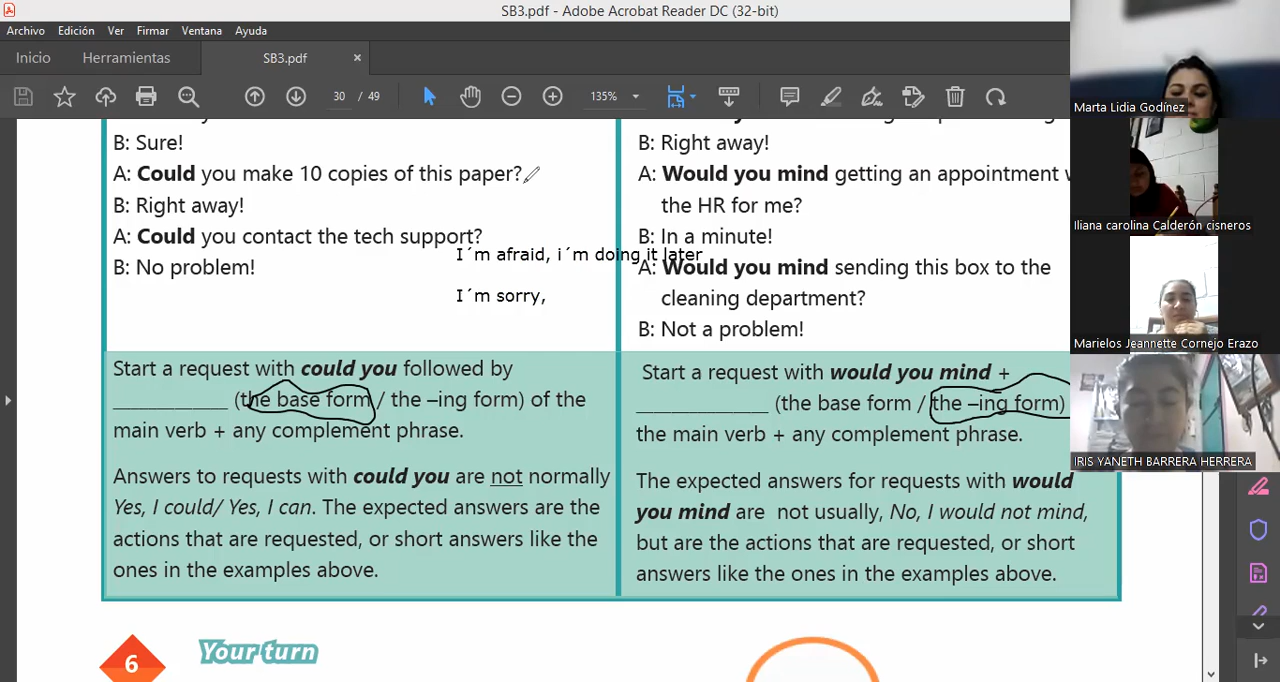 SB3.pdf - Adobe Acrobat Reader DC (32-bit)
Archivo Edición Ver Firmar Ventana Ayuda
Inicio Herramientas SB3.pdf ×
30 / 49 135%
B: Sure!
A: Could you make 10 copies of this paper?
B: Right away!
A: Could you contact the tech support?
B: No problem!
I´m afraid, i´m doing it later
I´m sorry,
B: Right away!
A: Would you mind getting an appointment
the HR for me?
B: In a minute!
A: Would you mind sending this box to the
cleaning department?
B: Not a problem!
Start a request with could you followed by
____________ (the base form / the –ing form) of the
main verb + any complement phrase.
Answers to requests with could you are not normally
Yes, I could/ Yes, I can. The expected answers are the
actions that are requested, or short answers like the
ones in the examples above.
Start a request with would you mind +
______________ (the base form / the –ing form)
the main verb + any complement phrase.
The expected answers for requests with would
you mind are not usually, No, I would not mind,
but are the actions that are requested, or short
answers like the ones in the examples above.
6 Your turn
Marta Lidia Godínez
Iliana carolina Calderón cisneros
Marielos Jeannette Cornejo Erazo
IRIS YANETH BARRERA HERRERA